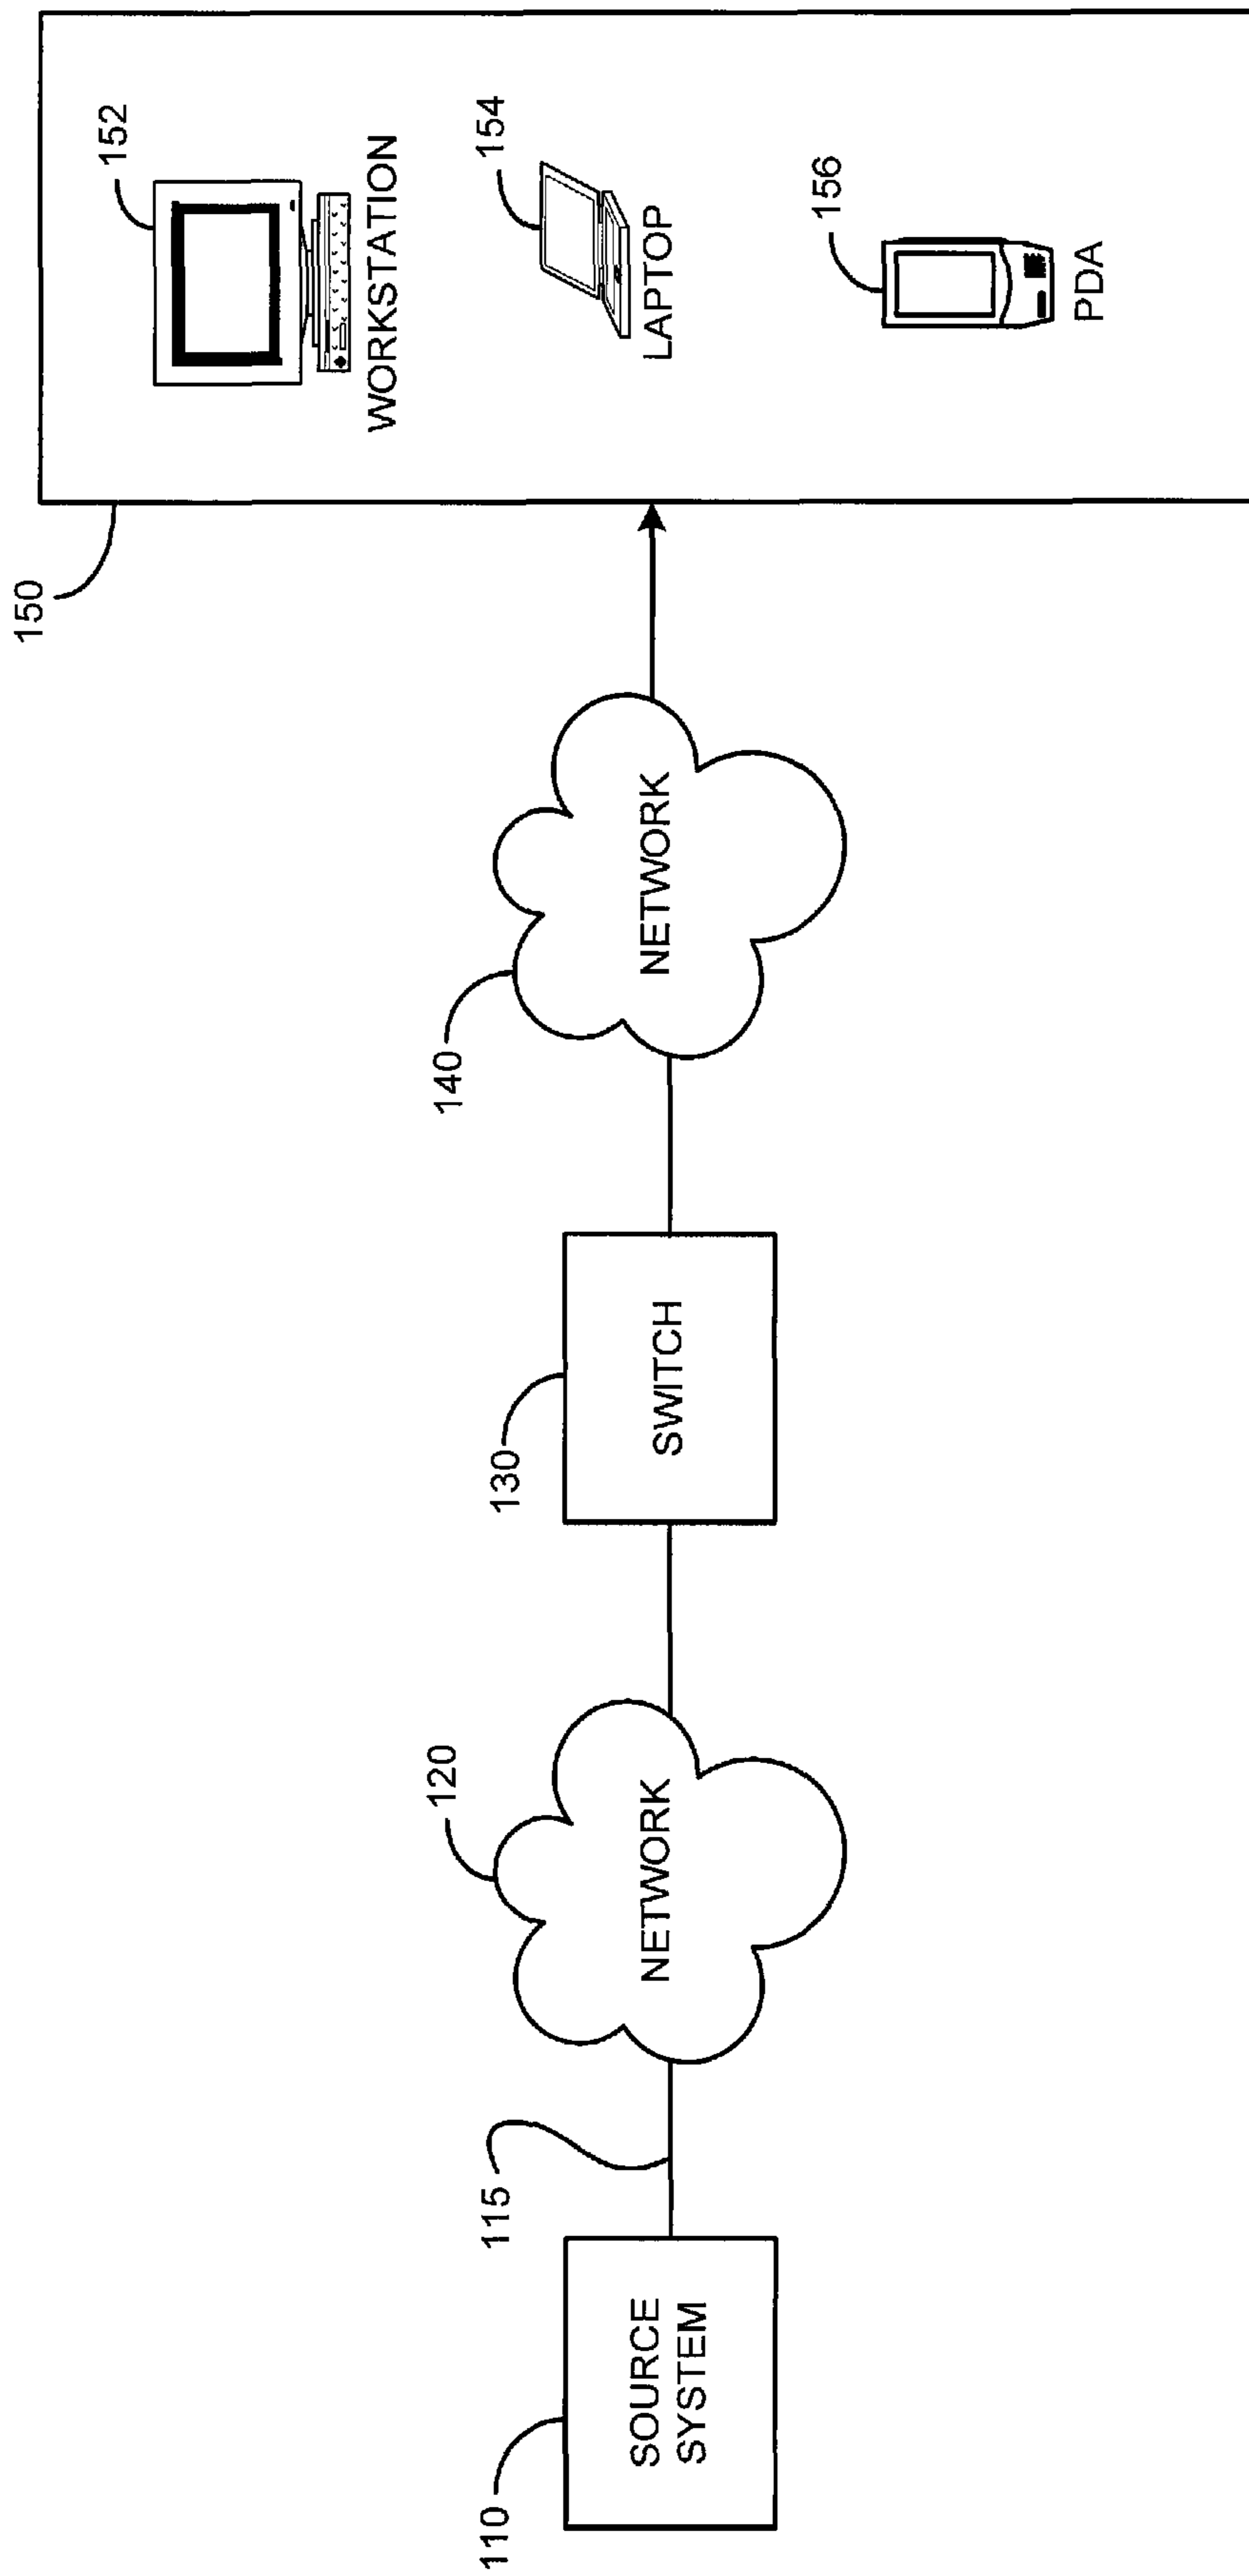 110
SOURCE
SYSTEM
115
120
NETWORK
130
SWITCH
140
NETWORK
150
152
WORKSTATION
154
LAPTOP
156
PDA